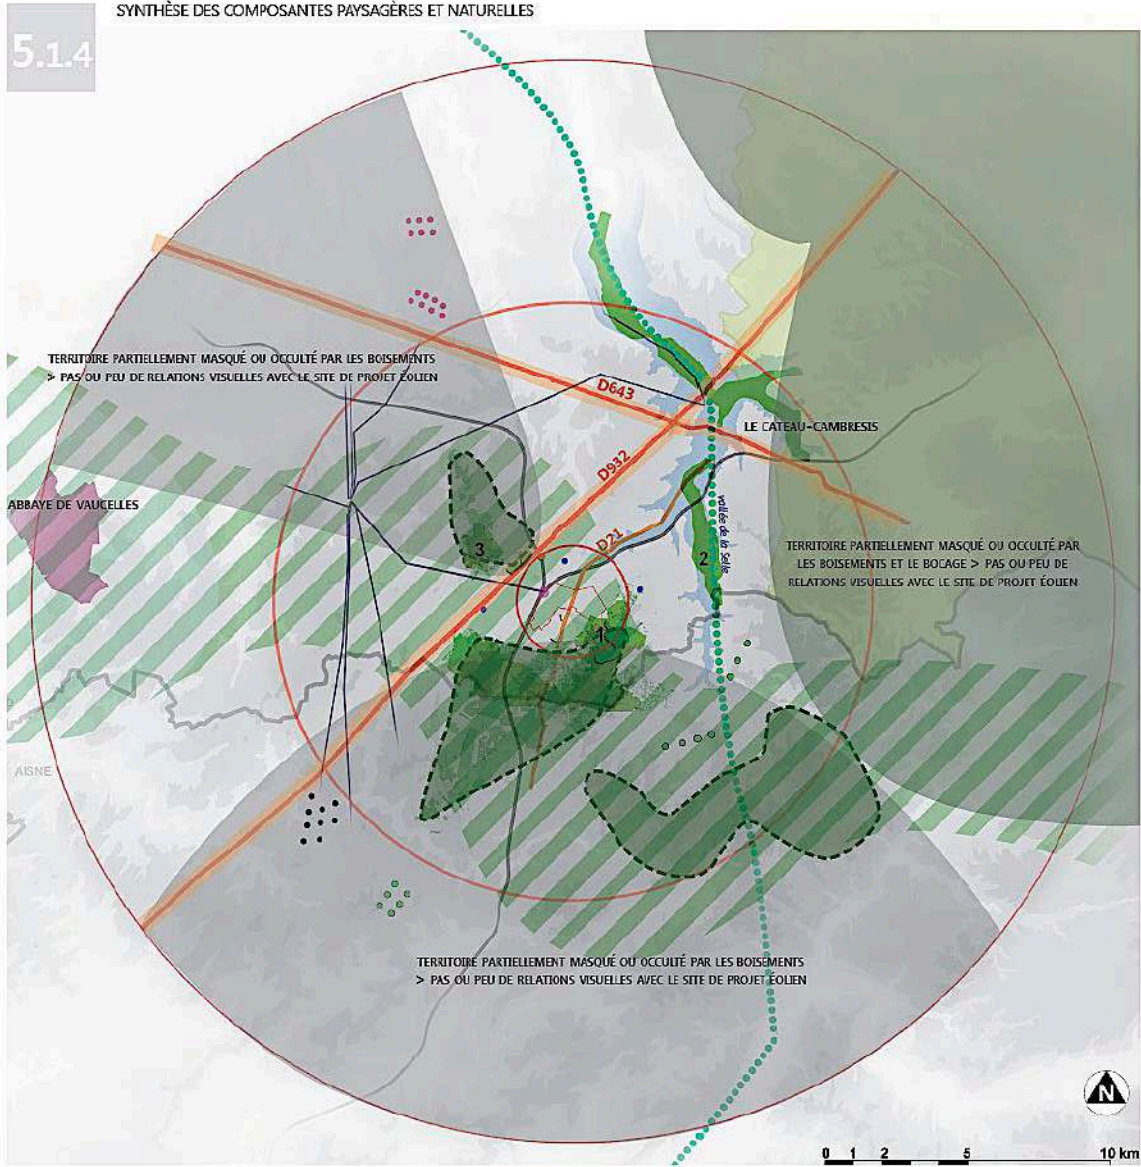 SYNTHÈSE DES COMPOSANTES PAYSAGÈRES ET NATURELLES
5.1.4
TERRITOIRE PARTIELLEMENT MASQUÉ OU OCCULTÉ PAR LES BOISEMENTS
> PAS OU PEU DE RELATIONS VISUELLES AVEC LE SITE DE PROJET ÉOLIEN
D643
LE CATEAU-CAMBRESIS
D932
ABBAYE DE VAUCELLES
vallée de la Selle
D21
3
2
TERRITOIRE PARTIELLEMENT MASQUÉ OU OCCULTÉ PAR
LES BOISEMENTS ET LE BOCAGE > PAS OU PEU DE
RELATIONS VISUELLES AVEC LE SITE DE PROJET ÉOLIEN
1
AISNE
TERRITOIRE PARTIELLEMENT MASQUÉ OU OCCULTÉ PAR LES BOISEMENTS
> PAS OU PEU DE RELATIONS VISUELLES AVEC LE SITE DE PROJET ÉOLIEN
N
0 1 2 5 10 km